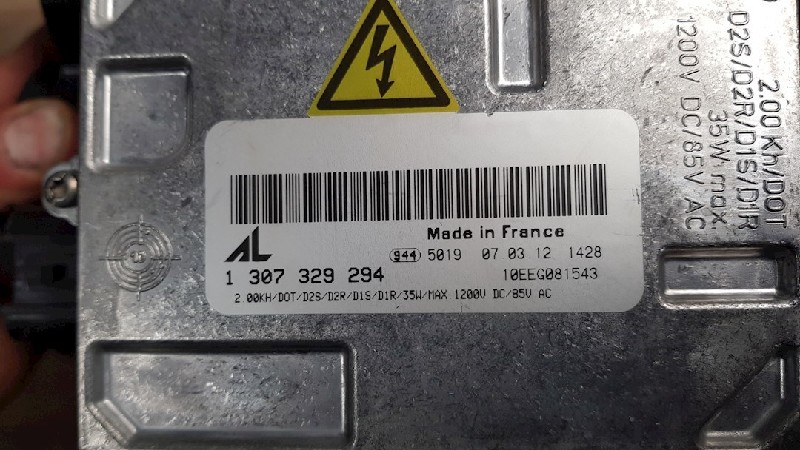 AL
Made in France
944 5019 07 03 12 1428
1 307 329 294
10EEG081543
2 00KH/DOT/D2S/D2R/D1S/D1R/35W/MAX 1200V DC/85V AC
2.00 Kh/DOT
D2S/D2R/D1S/D1R
35W max.
1200V DC/85V AC